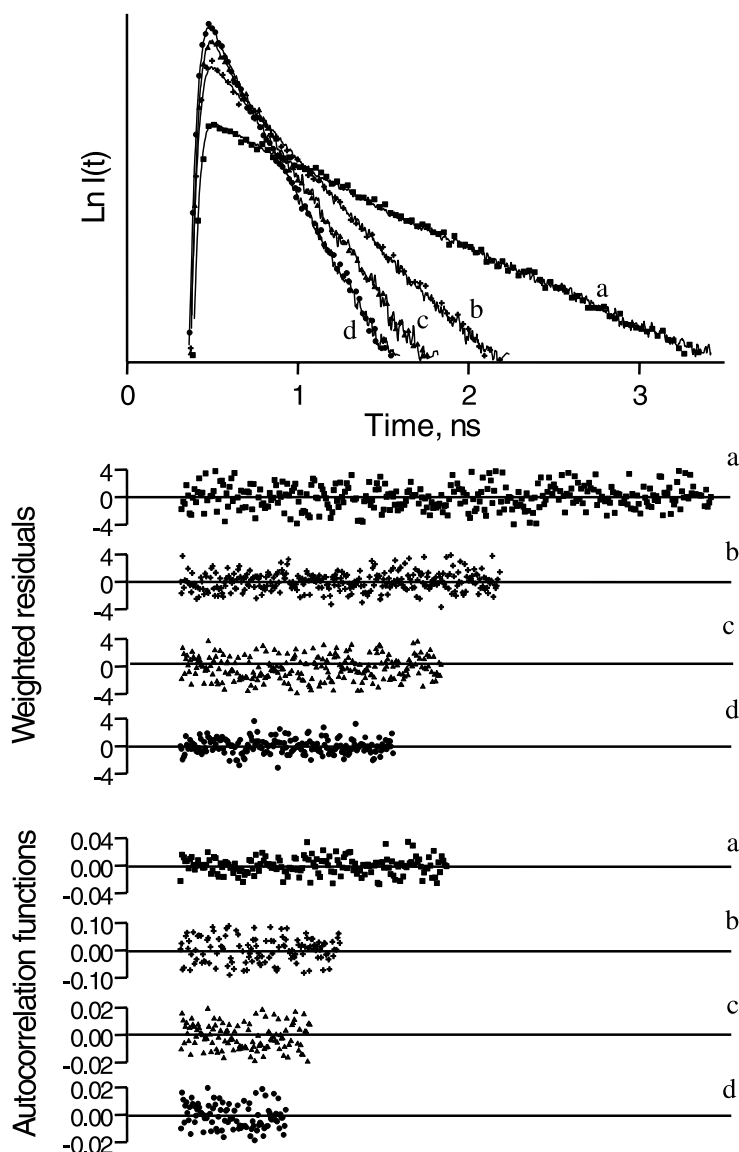 Ln I(t)
a
b
c
d
0
1
2
3
Time, ns
Weighted residuals
4
0
-4
a
4
0
-4
b
4
0
-4
c
4
0
-4
d
Autocorrelation functions
0.04
0.00
-0.04
a
0.10
0.00
-0.10
b
0.02
0.00
-0.02
c
0.02
0.00
-0.02
d